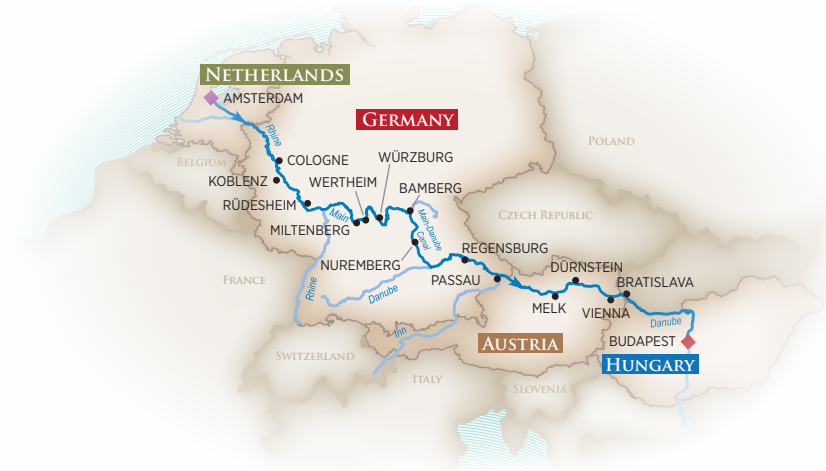 NETHERLANDS
AMSTERDAM
GERMANY
Rhine
POLAND
BELGIUM
COLOGNE
WÜRZBURG
KOBLENZ
WERTHEIM
BAMBERG
RÜDESHEIM
Main
MILTENBERG
Main-Danube
Canal
CZECH REPUBLIC
REGENSBURG
NUREMBERG
DÜRNSTEIN
FRANCE
Rhine
Danube
PASSAU
BRATISLAVA
MELK
VIENNA
Danube
Inn
AUSTRIA
BUDAPEST
SWITZERLAND
HUNGARY
ITALY
SLOVENIA